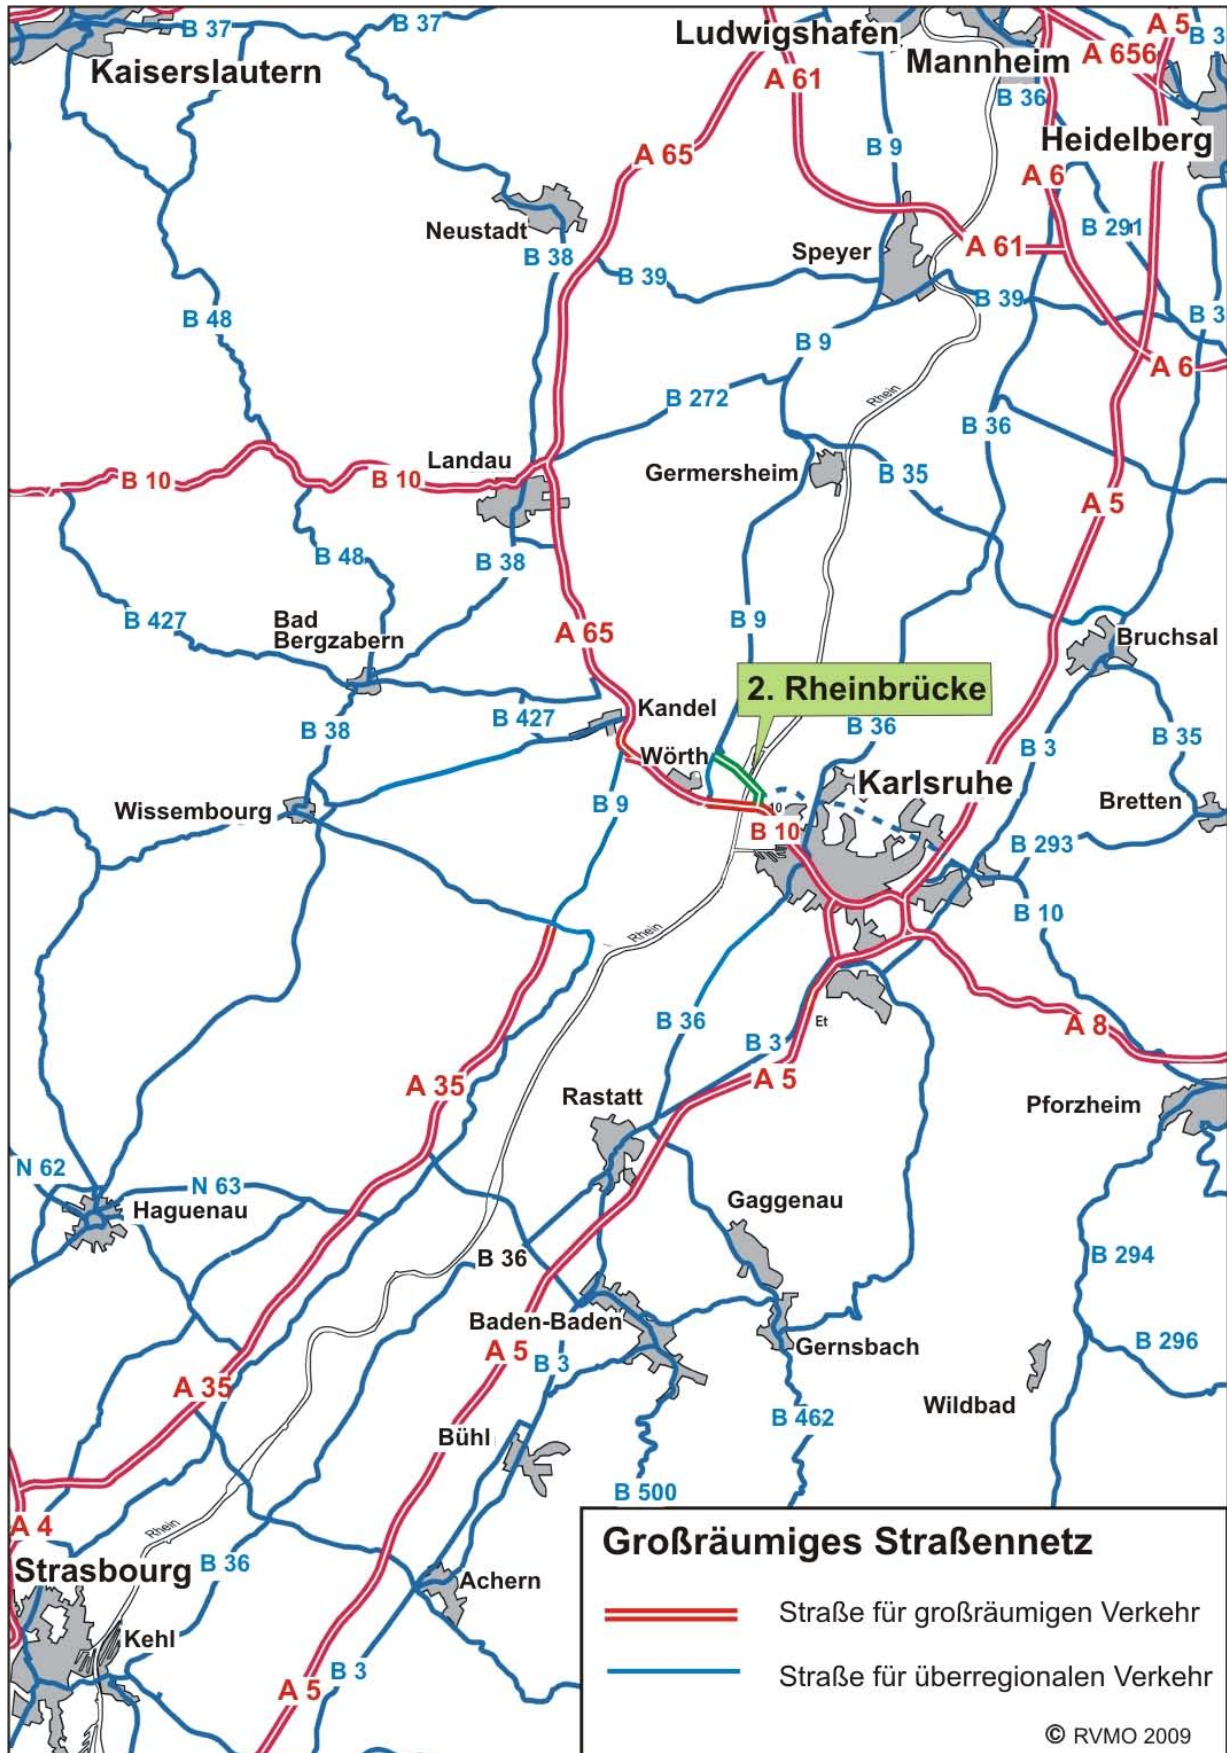 B 37
B 37
Kaiserslautern
Ludwigshafen
Mannheim
A 5
B 3
A 656
A 61
B 36
Heidelberg
B 9
A 65
A 6
Neustadt
B 38
B 39
Speyer
A 61
B 291
B 39
B 3
B 48
B 9
A 6
Rhein
B 272
B 36
Landau
B 10
B 10
Germersheim
B 35
A 5
B 48
B 38
B 427
Bad
Bergzabern
A 65
B 9
Bruchsal
2. Rheinbrücke
Kandel
B 427
B 38
B 36
B 3
B 35
Wörth
Karlsruhe
Wissembourg
B 9
10
B 10
Bretten
B 293
B 10
Rhein
B 36
B 3
Et
A 8
A 5
A 35
Rastatt
Pforzheim
N 62
N 63
Haguenau
Gaggenau
B 36
B 294
Baden-Baden
A 5
B 3
Gernsbach
B 296
A 35
Wildbad
B 462
Bühl
B 500
A 4
Rhein
Strasbourg
B 36
Achern
Kehl
A 5
B 3
Großräumiges Straßennetz
Straße für großräumigen Verkehr
Straße für überregionalen Verkehr
© RVMO 2009